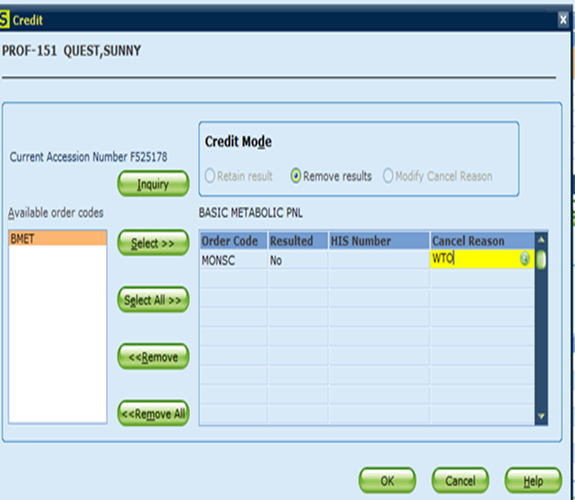 S Credit
PROF-151 QUEST,SUNNY
Credit Mode
Current Accession Number F525178
Retain result Remove results Modify Cancel Reason
Inquiry
Available order codes
BASIC METABOLIC PNL
BMET
Select >>
Order Code Resulted HIS Number Cancel Reason
MONSC No WTO
Select All >>
<<Remove
<<Remove All
OK Cancel Help